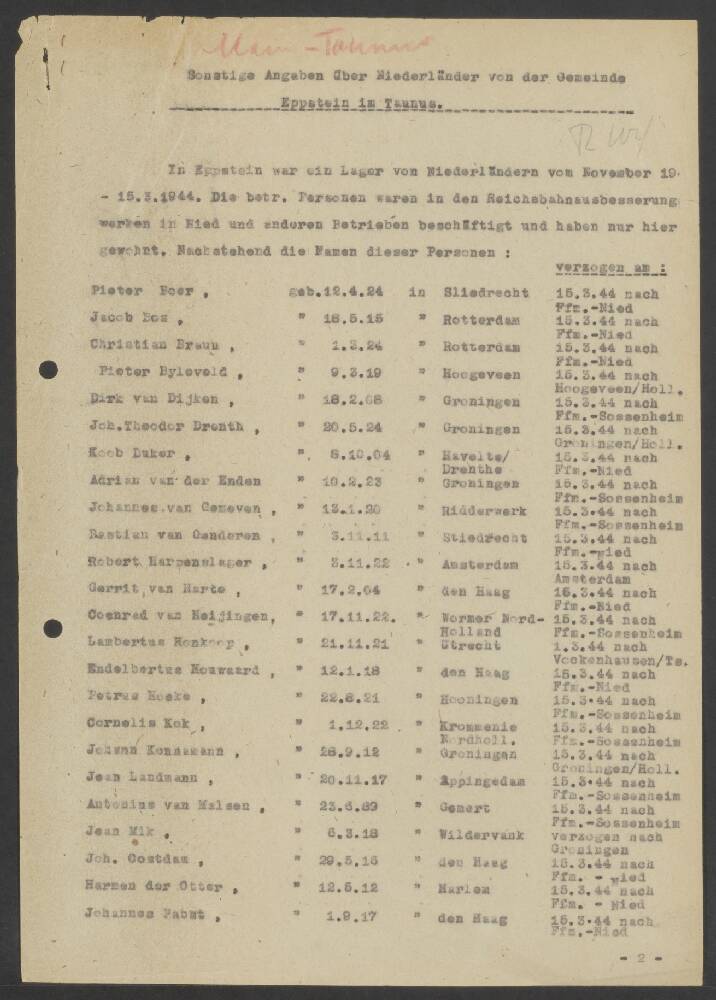 Main-Taunus
Sonstige Angaben über Niederländer von der Gemeinde
Eppstein im Taunus.
In Eppstein war ein Lager von Niederländern vom November 19
- 15.3.1944. Die betr. Personen waren in den Reichsbahnausbesserung
werken in Nied und anderen Betrieben beschäftigt und haben nur hier
gewohnt. Nachstehend die Namen dieser Personen :
verzogen am :
Pieter Boer , geb.12.4.24 in Sliedrecht 15.3.44 nach
Ffm.-Nied
Jacob Bos , " 18.5.15 " Rotterdam 15.3.44 nach
Ffm.-Nied
Christian Braun , " 1.3.24 " Rotterdam 15.3.44 nach
Ffm.-Nied
Pieter Byleveld , " 9.3.19 " Hoogeveen 15.3.44 nach
Hoogeveen/Holl.
Dirk van Dijken , " 18.2.08 " Groningen 15.3.44 nach
Ffm.-Sossenheim
Joh.Theodor Drenth , " 20.5.24 " Groningen 15.3.44 nach
Groningen/Holl.
Koob Duker , " 8.10.04 " Havelte/ 15.3.44 nach
Drenthe Ffm.-Nied
Adrian van der Enden " 10.2.23 " Groningen 15.3.44 nach
Ffm.-Sossenheim
Johannes van Gemeven , " 13.1.20 " Ridderwerk 15.3.44 nach
Ffm.-Sossenheim
Bastian van Genderen , " 3.11.11 " Stiedrecht 15.3.44 nach
Ffm.-Nied
Robert Harpenslager , " 3.11.22 " Amsterdam 15.3.44 nach
Amsterdam
Gerrit van Harte , " 17.2.04 " den Haag 15.3.44 nach
Ffm.-Nied
Coenrad van Heijingen, " 17.11.22. " Wormer Nord- 15.3.44 nach
Holland Ffm.-Sossenheim
Lambertus Honkoop , " 21.11.21 " Utrecht 1.3.44 nach
Vockenhausen/Ts.
Endelbertus Houwaard , " 12.1.18 " den Haag 15.3.44 nach
Ffm.-Nied
Petrus Hoeke , " 22.8.21 " Hooningen 15.3.44 nach
Ffm.-Sossenheim
Cornelis Kok , " 1.12.22 " Krommenie 15.3.44 nach
Nordholl. Ffm.-Sossenheim
Johann Konnemann , " 28.9.12 " Groningen 15.3.44 nach
Groningen/Holl.
Jean Landmann , " 20.11.17 " Appingedam 15.3.44 nach
Ffm.-Sossenheim
Antonius van Malsen , " 23.6.89 " Gemert 15.3.44 nach
Ffm.-Sossenheim
Jean Mik , " 6.3.18 " Wildervank verzogen nach
Groningen
Joh. Oostdam , " 29.5.15 " den Haag 15.3.44 nach
Ffm. - Nied
Harmen der Otter , " 12.5.12 " Harlem 15.3.44 nach
Ffm. - Nied
Johannes Pabst , " 1.9.17 " den Haag 15.3.44 nach
Ffm.-Nied
- 2 -